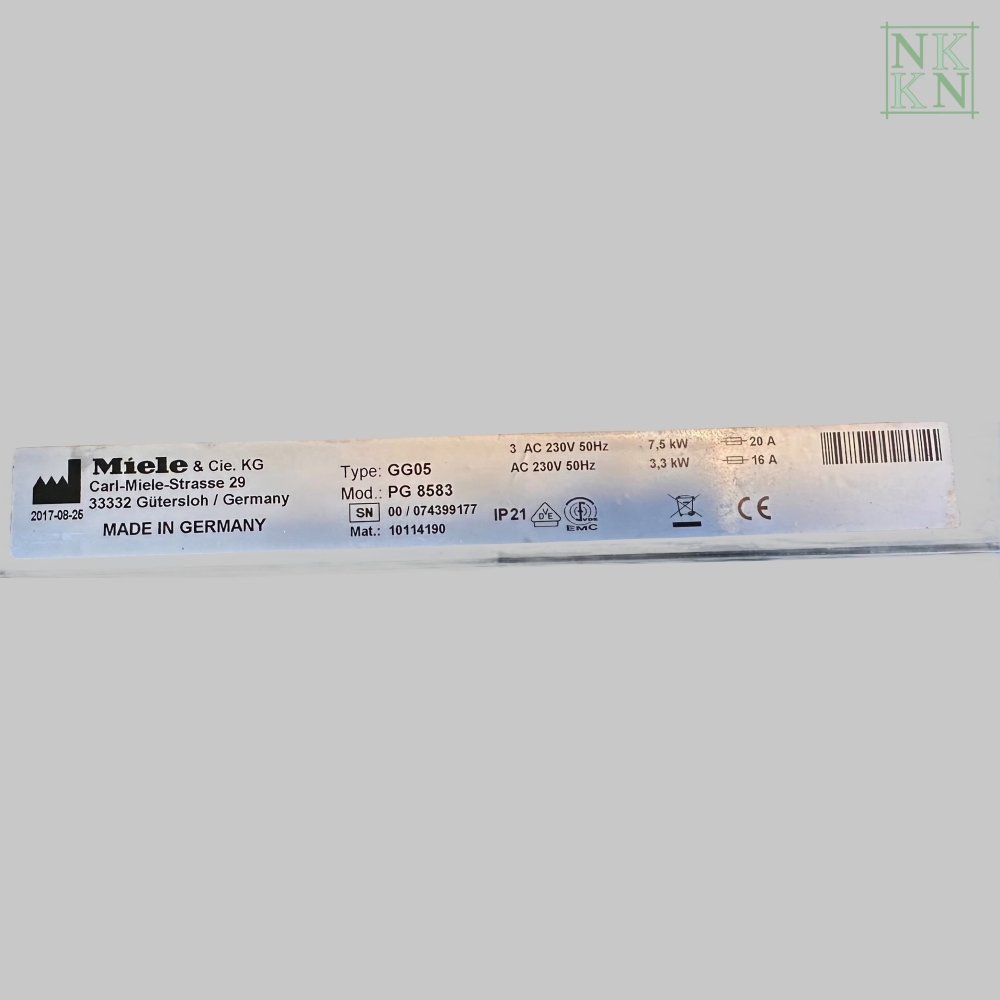 NK
KN
Miele & Cie. KG
Carl-Miele-Strasse 29
33332 Gütersloh / Germany
2017-08-26
MADE IN GERMANY
Type: GG05
Mod.: PG 8583
SN 00 / 074399177
Mat.: 10114190
3 AC 230V 50Hz 7,5 kW 20 A
AC 230V 50Hz 3,3 kW 16 A
IP21 DVE VDE
EMC
CE